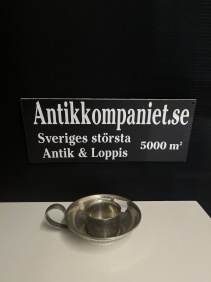 Antikkompaniet.se
Sveriges största
Antik & Loppis
5000 m²